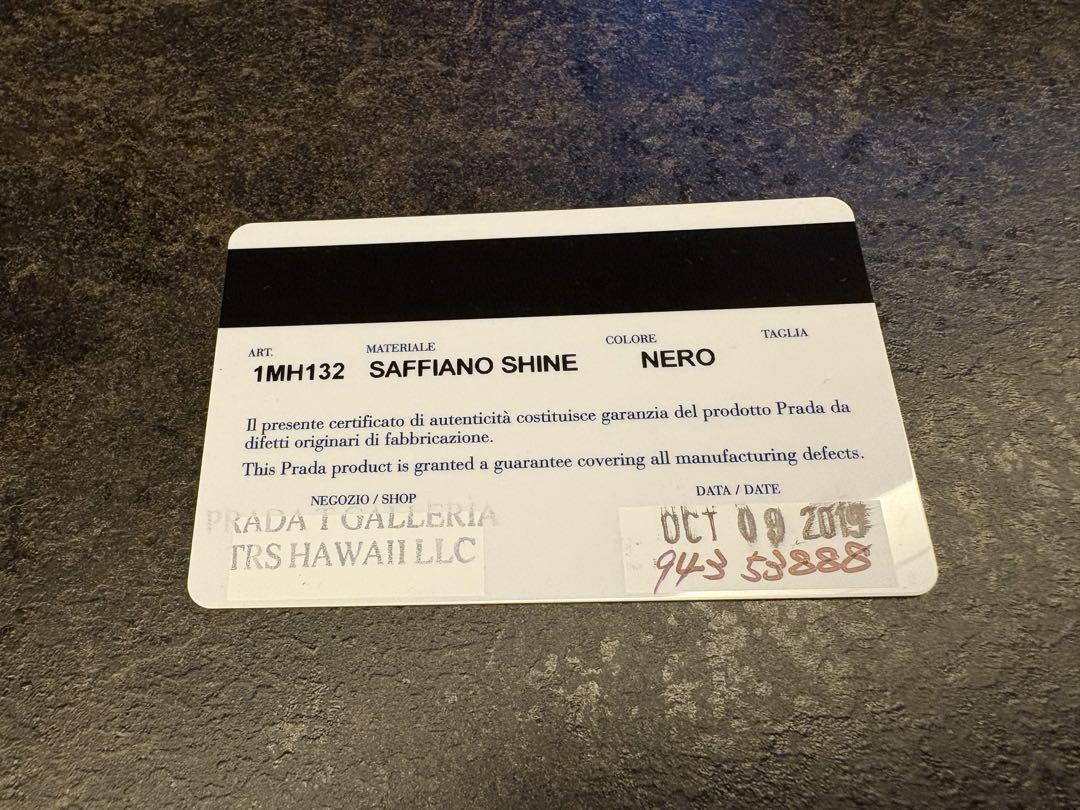 ART. MATERIALE COLORE TAGLIA
1MH132 SAFFIANO SHINE NERO
Il presente certificato di autenticità costituisce garanzia del prodotto Prada da
difetti originari di fabbricazione.
This Prada product is granted a guarantee covering all manufacturing defects.
NEGOZIO / SHOP
PRADA T GALLERIA
TRS HAWAII LLC
DATA / DATE
OCT 09 2019
943 53888